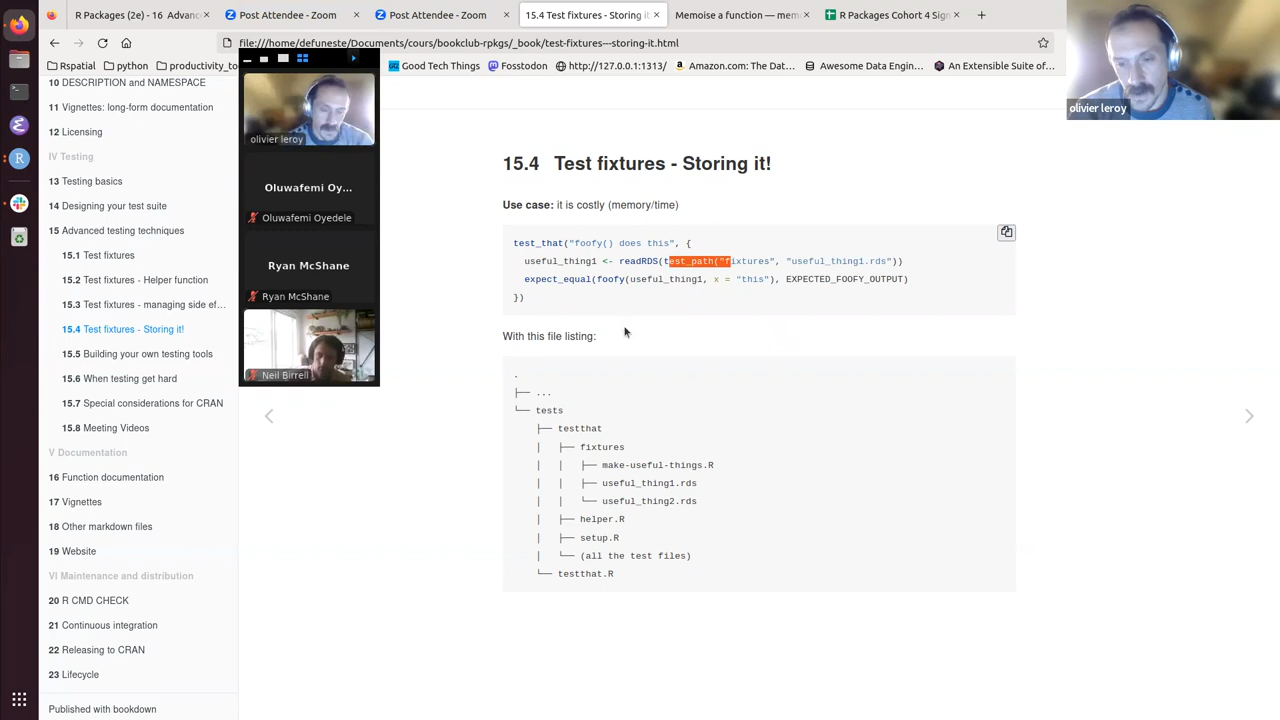 R Packages (2e) - 16 Advanc
Post Attendee - Zoom
Post Attendee - Zoom
15.4 Test fixtures - Storing it
Memoise a function — mem
R Packages Cohort 4 Sign
file:///home/defuneste/Documents/cours/bookclub-rpkgs/_book/test-fixtures---storing-it.html
Rspatial
python
productivity_to
Good Tech Things
Fosstodon
http://127.0.0.1:1313/
Amazon.com: The Dat...
Awesome Data Engin...
An Extensible Suite of...
olivier leroy
10 DESCRIPTION and NAMESPACE
11 Vignettes: long-form documentation
12 Licensing
IV Testing
13 Testing basics
14 Designing your test suite
15 Advanced testing techniques
15.1 Test fixtures
15.2 Test fixtures - Helper function
15.3 Test fixtures - managing side ef...
15.4 Test fixtures - Storing it!
15.5 Building your own testing tools
15.6 When testing get hard
15.7 Special considerations for CRAN
15.8 Meeting Videos
V Documentation
16 Function documentation
17 Vignettes
18 Other markdown files
19 Website
VI Maintenance and distribution
20 R CMD CHECK
21 Continuous integration
22 Releasing to CRAN
23 Lifecycle
Published with bookdown
olivier leroy
Oluwafemi Oy...
Oluwafemi Oyedele
Ryan McShane
Ryan McShane
Neil Birrell
15.4 Test fixtures - Storing it!
Use case: it is costly (memory/time)
test_that("foofy() does this", {
useful_thing1 <- readRDS(test_path("fixtures", "useful_thing1.rds"))
expect_equal(foofy(useful_thing1, x = "this"), EXPECTED_FOOFY_OUTPUT)
})
With this file listing:
.
├── ...
└── tests
├── testthat
│ ├── fixtures
│ │ ├── make-useful-things.R
│ │ ├── useful_thing1.rds
│ │ └── useful_thing2.rds
│ ├── helper.R
│ ├── setup.R
│ └── (all the test files)
└── testthat.R